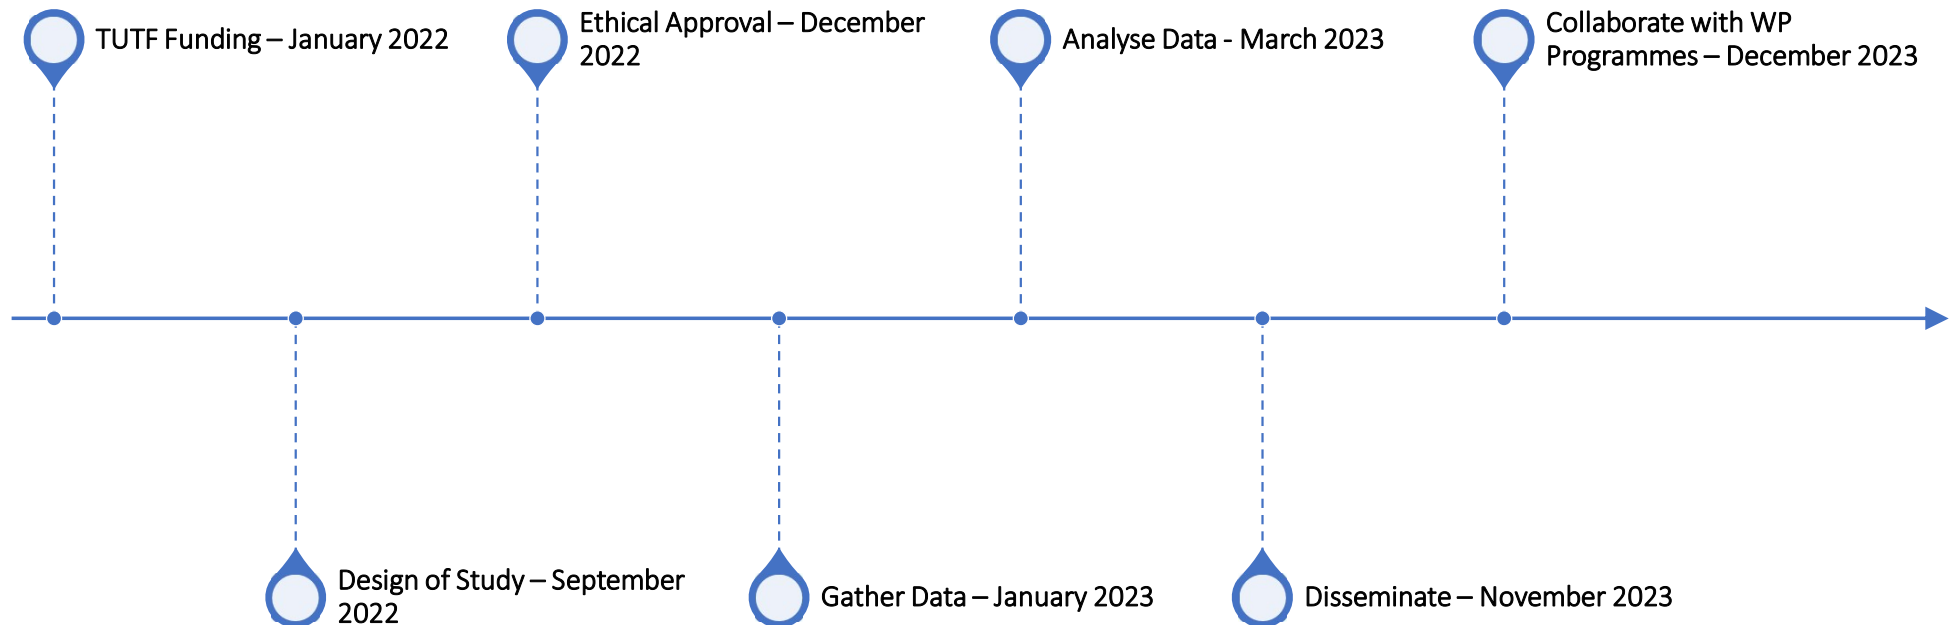 TUTF Funding – January 2022
Ethical Approval – December
2022
Analyse Data - March 2023
Collaborate with WP
Programmes – December 2023
Design of Study – September
2022
Gather Data – January 2023
Disseminate – November 2023